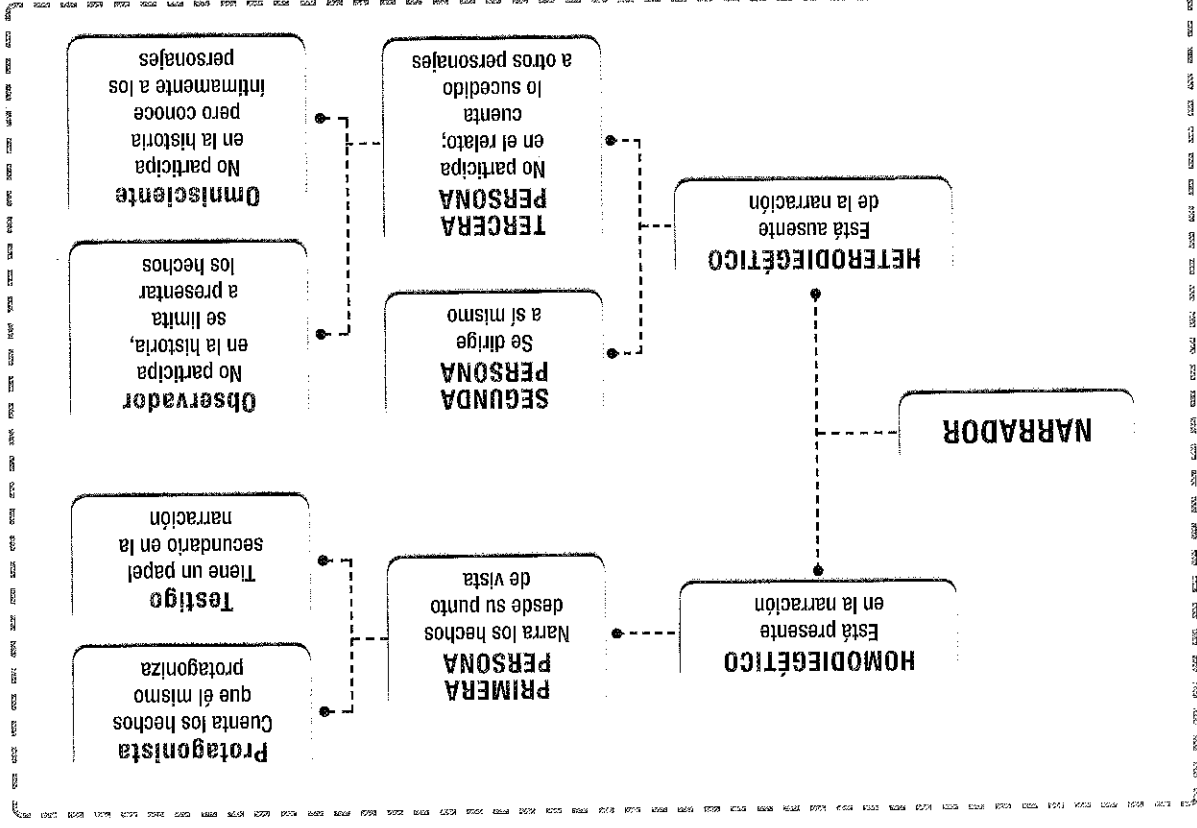 NARRADOR
HOMODIEGÉTICO
Está presente
en la narración
PRIMERA
PERSONA
Narra los hechos
desde su punto
de vista
Protagonista
Cuenta los hechos
que él mismo
protagoniza
Testigo
Tiene un papel
secundario en la
narración
HETERODIEGÉTICO
Está ausente
de la narración
SEGUNDA
PERSONA
Se dirige
a sí mismo
TERCERA
PERSONA
No participa
en el relato;
cuenta
lo sucedido
a otros personajes
Observador
No participa
en la historia,
se limita
a presentar
los hechos
Omnisciente
No participa
en la historia
pero conoce
íntimamente a los
personajes